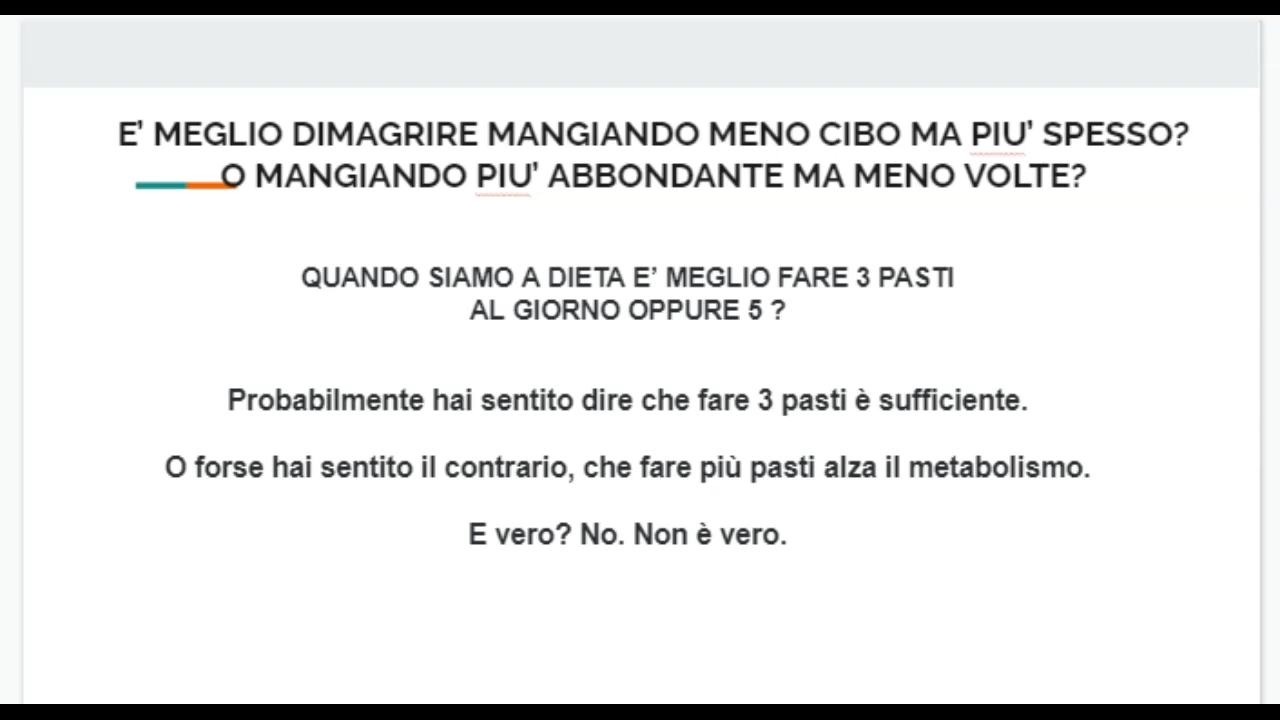 E' MEGLIO DIMAGRIRE MANGIANDO MENO CIBO MA PIU' SPESSO?
O MANGIANDO PIU' ABBONDANTE MA MENO VOLTE?
QUANDO SIAMO A DIETA E' MEGLIO FARE 3 PASTI
AL GIORNO OPPURE 5 ?
Probabilmente hai sentito dire che fare 3 pasti è sufficiente.
O forse hai sentito il contrario, che fare più pasti alza il metabolismo.
E vero? No. Non è vero.